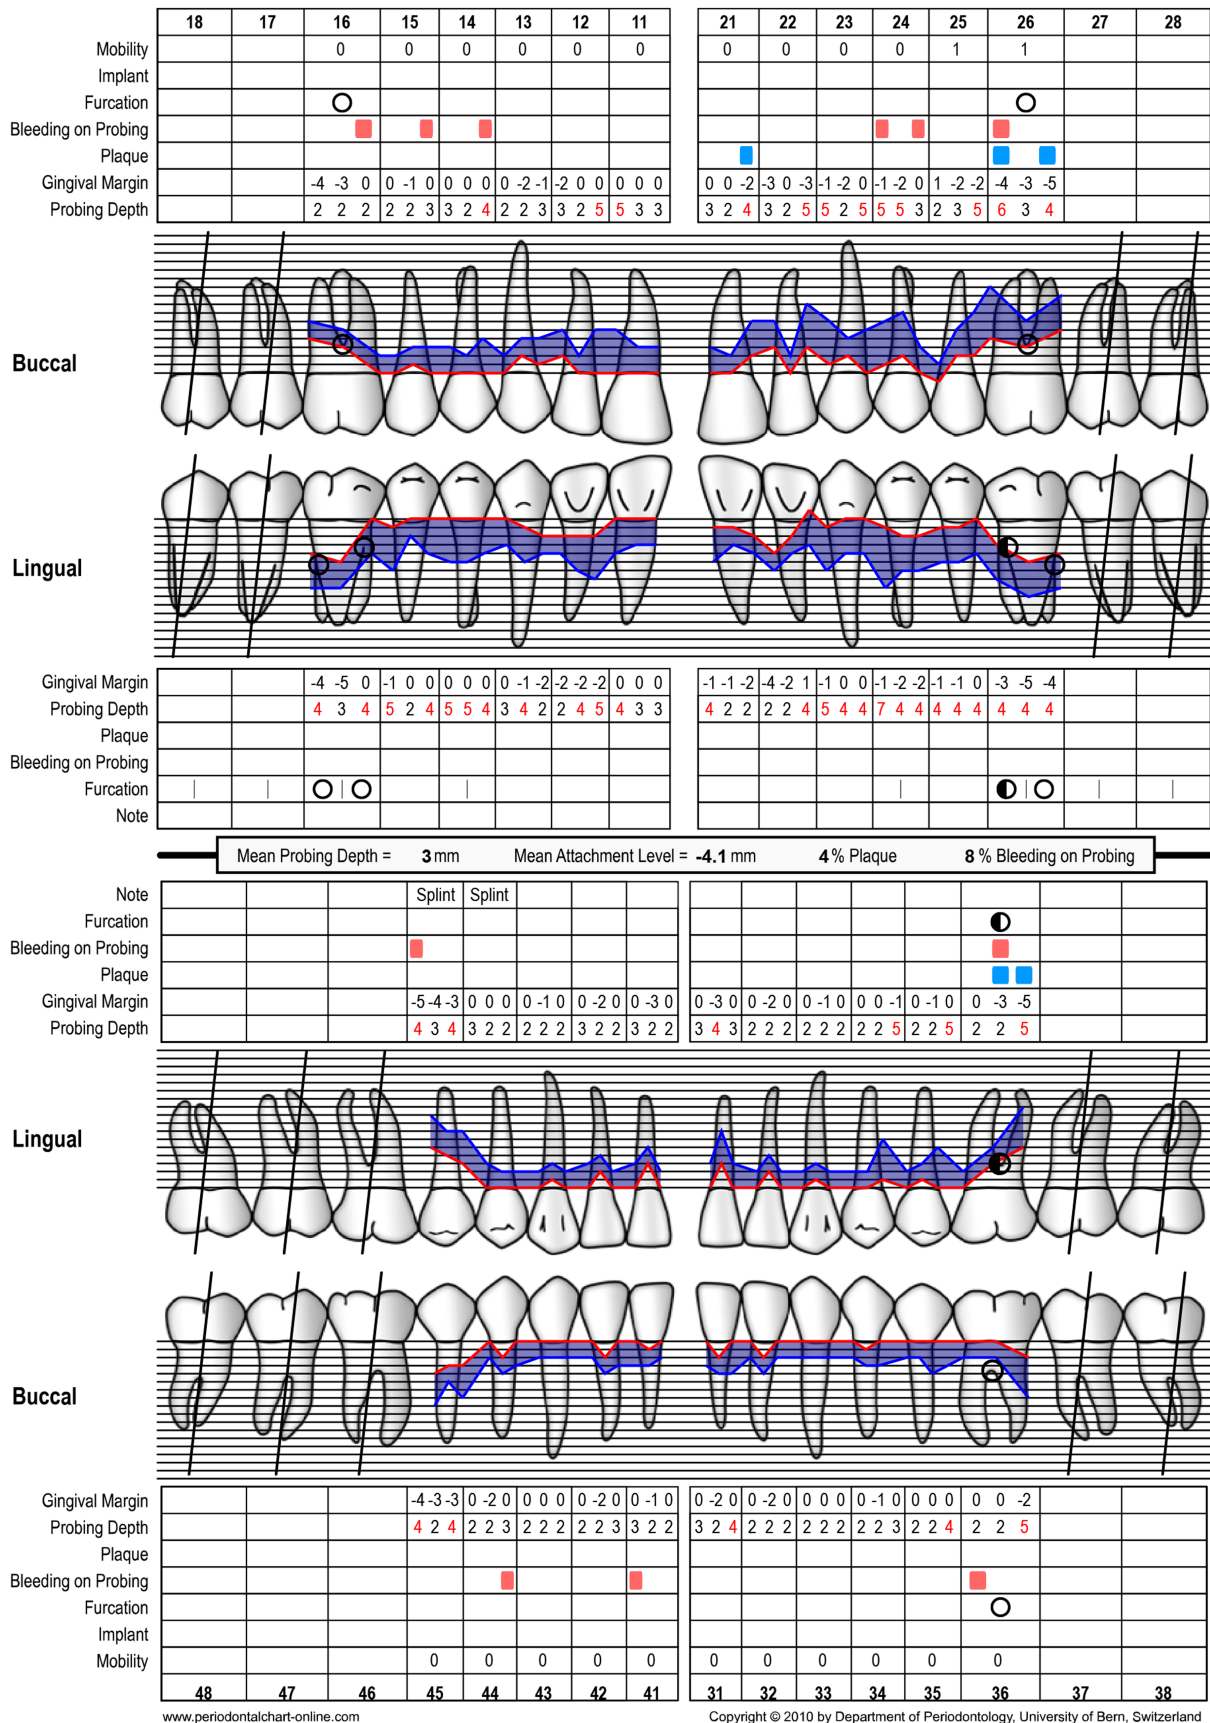 18 17 16 15 14 13 12 11 21 22 23 24 25 26 27 28
Mobility 0 0 0 0 0 0 0 0 0 0 1 1
Implant
Furcation
Bleeding on Probing
Plaque
Gingival Margin -4 -3 0 0 -1 0 0 0 0 0 -2 -1 -2 0 0 0 0 0 0 0 -2 -3 0 -3 -1 -2 0 -1 -2 0 1 -2 -2 -4 -3 -5
Probing Depth 2 2 2 2 2 3 3 2 4 2 2 3 3 2 5 5 3 3 3 2 4 3 2 5 5 2 5 5 5 3 2 3 5 6 3 4
Buccal
Lingual
Gingival Margin -4 -5 0 -1 0 0 0 0 0 0 -1 -2 -2 -2 -2 0 0 0 -1 -1 -2 -4 -2 1 -1 0 0 -1 -2 -2 -1 -1 0 -3 -5 -4
Probing Depth 4 3 4 5 2 4 5 5 4 3 4 2 2 4 5 4 3 3 4 2 2 2 2 4 5 4 4 7 4 4 4 4 4 4 4 4
Plaque
Bleeding on Probing
Furcation
Note
Mean Probing Depth = 3 mm Mean Attachment Level = -4.1 mm 4 % Plaque 8 % Bleeding on Probing
Note Splint Splint
Furcation
Bleeding on Probing
Plaque
Gingival Margin -5 -4 -3 0 0 0 0 -1 0 0 -2 0 0 -3 0 0 -3 0 0 -2 0 0 -1 0 0 0 -1 0 -1 0 0 -3 -5
Probing Depth 4 3 4 3 2 2 2 2 2 3 2 2 3 2 2 3 4 3 2 2 2 2 2 2 2 2 5 2 2 5 2 2 5
Lingual
Buccal
Gingival Margin -4 -3 -3 0 -2 0 0 0 0 0 -2 0 0 -1 0 0 -2 0 0 -2 0 0 0 0 0 -1 0 0 0 0 0 0 -2
Probing Depth 4 2 4 2 2 3 2 2 2 2 2 3 3 2 2 3 2 4 2 2 2 2 2 2 2 2 3 2 2 4 2 2 5
Plaque
Bleeding on Probing
Furcation
Implant
Mobility 0 0 0 0 0 0 0 0 0 0 0
48 47 46 45 44 43 42 41 31 32 33 34 35 36 37 38
www.periodontalchart-online.com Copyright © 2010 by Department of Periodontology, University of Bern, Switzerland